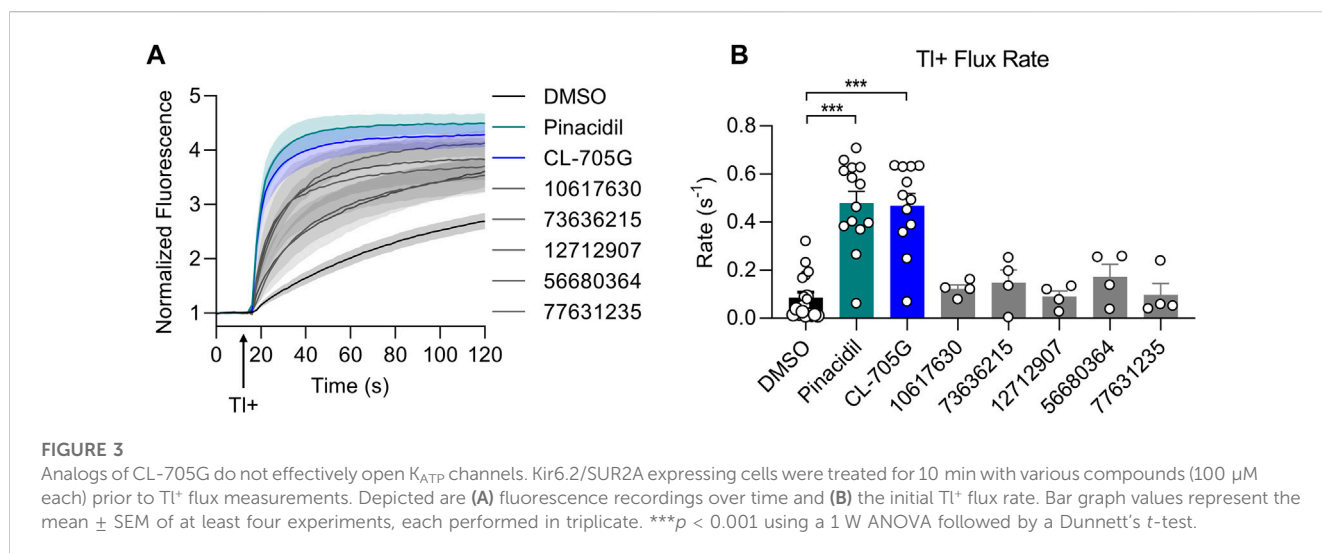 A
Normalized Fluorescence
5
4
3
2
1
0 20 40 60 80 100 120
Time (s)
Tl+
DMSO
Pinacidil
CL-705G
10617630
73636215
12712907
56680364
77631235
B
Tl+ Flux Rate
***
***
Rate (s⁻¹)
0.8
0.6
0.4
0.2
0.0
DMSO
Pinacidil
CL-705G
10617630
73636215
12712907
56680364
77631235
FIGURE 3
Analogs of CL-705G do not effectively open K_ATP channels. Kir6.2/SUR2A expressing cells were treated for 10 min with various compounds (100 µM
each) prior to Tl⁺ flux measurements. Depicted are (A) fluorescence recordings over time and (B) the initial Tl⁺ flux rate. Bar graph values represent the
mean ± SEM of at least four experiments, each performed in triplicate. ***p < 0.001 using a 1 W ANOVA followed by a Dunnett's t-test.